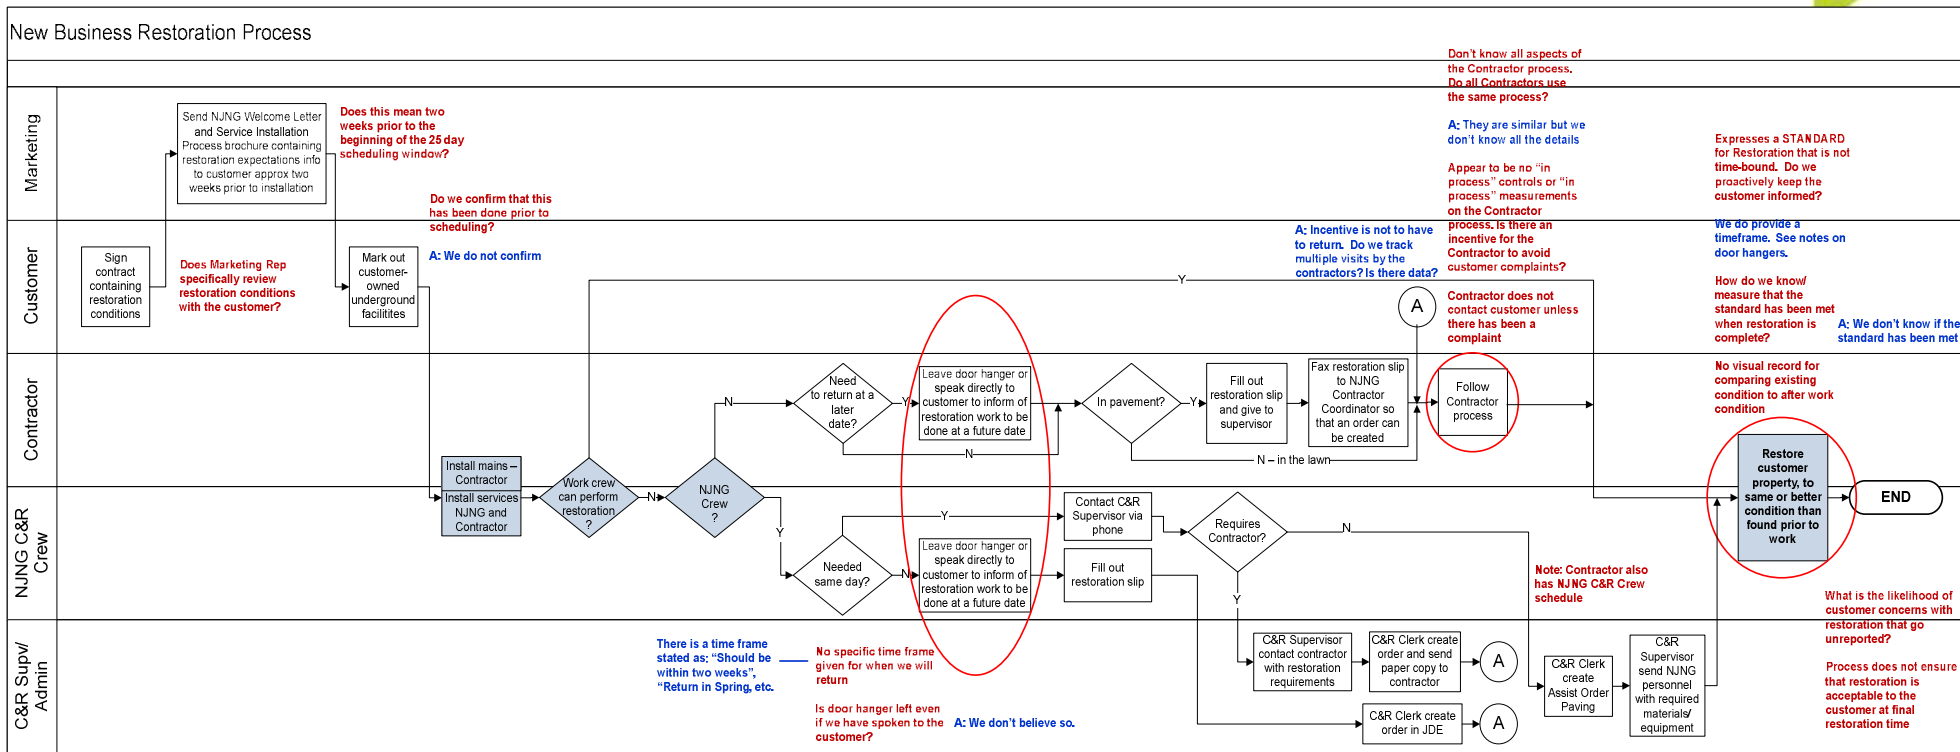 New Business Restoration Process
Marketing
Send NJNG Welcome Letter
and Service Installation
Process brochure containing
restoration expectations info
to customer approx two
weeks prior to installation
Does this mean two
weeks prior to the
beginning of the 25 day
scheduling window?
Don't know all aspects of
the Contractor process.
Do all Contractors use
the same process?
A: They are similar but we
don't know all the details
Appear to be no "in
process" controls or "in
process" measurements
on the Contractor
process. Is there an
incentive for the
Contractor to avoid
customer complaints?
Contractor does not
contact customer unless
there has been a
complaint
Expresses a STANDARD
for Restoration that is not
time-bound. Do we
proactively keep the
customer informed?
We do provide a
timeframe. See notes on
door hangers.
How do we know/
measure that the
standard has been met
when restoration is
complete?
A: We don't know if the
standard has been met
No visual record for
comparing existing
condition to after work
condition
Customer
Sign
contract
containing
restoration
conditions
Does Marketing Rep
specifically review
restoration conditions
with the customer?
Mark out
customer-
owned
underground
facilitites
Do we confirm that this
has been done prior to
scheduling?
A: We do not confirm
A: Incentive is not to have
to return. Do we track
multiple visits by the
contractors? Is there data?
Y
A
Contractor
Install mains –
Contractor
Install services
NJNG and
Contractor
Work crew
can perform
restoration
?
N
NJNG
Crew
?
N
Y
Need
to return at a
later
date?
Y
N
Leave door hanger or
speak directly to
customer to inform of
restoration work to be
done at a future date
In pavement?
Y
N – in the lawn
Fill out
restoration slip
and give to
supervisor
Fax restoration slip
to NJNG
Contractor
Coordinator so
that an order can
be created
Follow
Contractor
process
Restore
customer
property, to
same or better
condition than
found prior to
work
END
NJNG C&R
Crew
Needed
same day?
Y
N
Leave door hanger or
speak directly to
customer to inform of
restoration work to be
done at a future date
Contact C&R
Supervisor via
phone
Fill out
restoration slip
Requires
Contractor?
N
Y
Note: Contractor also
has NJNG C&R Crew
schedule
What is the likelihood of
customer concerns with
restoration that go
unreported?
Process does not ensure
that restoration is
acceptable to the
customer at final
restoration time
C&R Supv/
Admin
There is a time frame
stated as: "Should be
within two weeks",
"Return in Spring, etc.
No specific time frame
given for when we will
return
Is door hanger left even
if we have spoken to the
customer?
A: We don't believe so.
C&R Supervisor
contact contractor
with restoration
requirements
C&R Clerk create
order and send
paper copy to
contractor
A
C&R Clerk create
order in JDE
A
C&R Clerk
create
Assist Order
Paving
C&R
Supervisor
send NJNG
personnel
with required
materials/
equipment